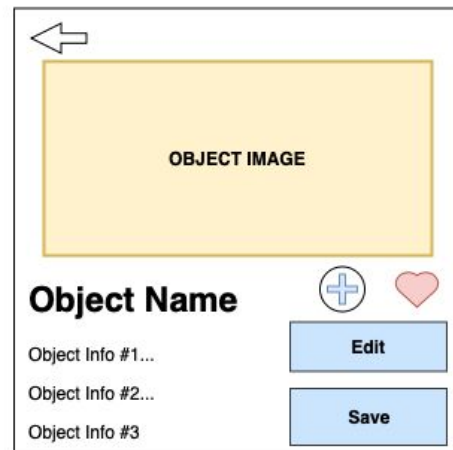 OBJECT IMAGE
Object Name
Object Info #1...
Edit
Object Info #2...
Save
Object Info #3